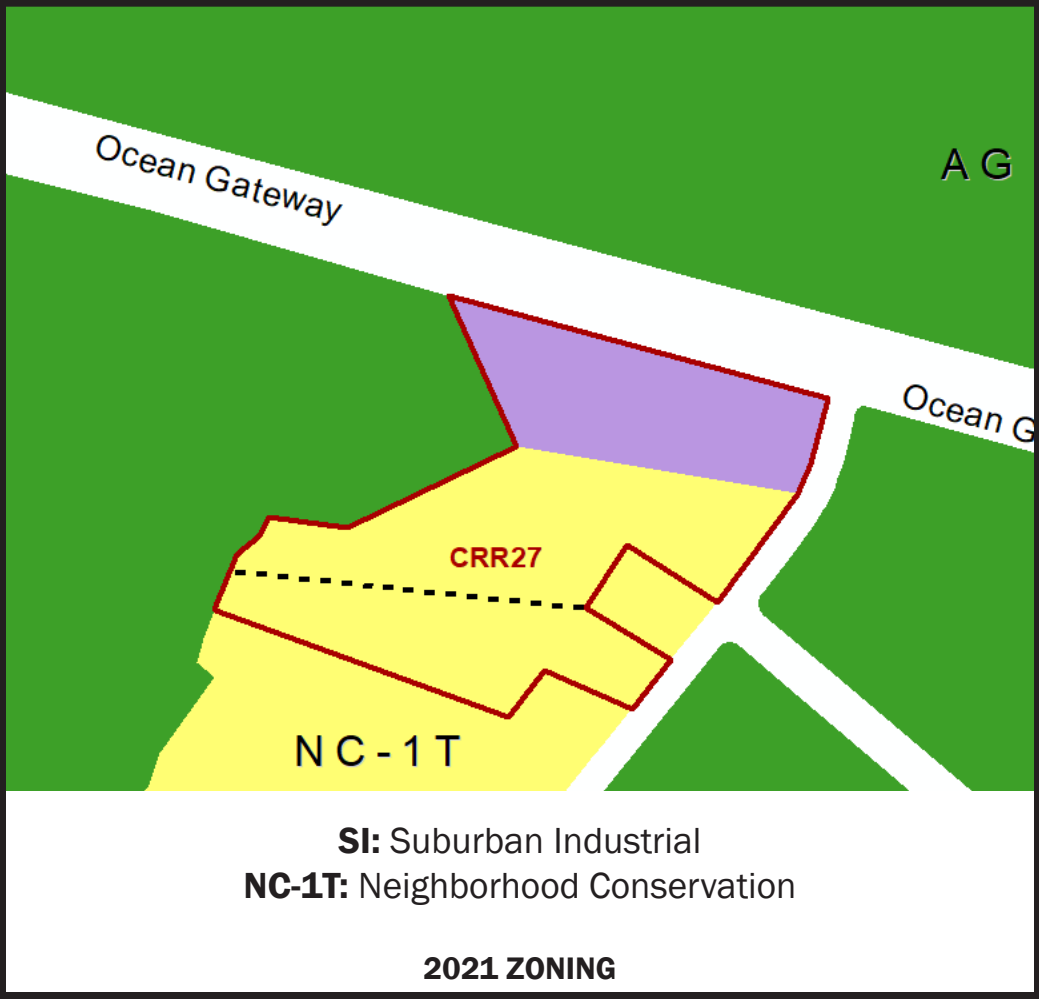 Ocean Gateway
A G
Ocean G
CRR27
N C - 1 T
SI: Suburban Industrial
NC-1T: Neighborhood Conservation
2021 ZONING